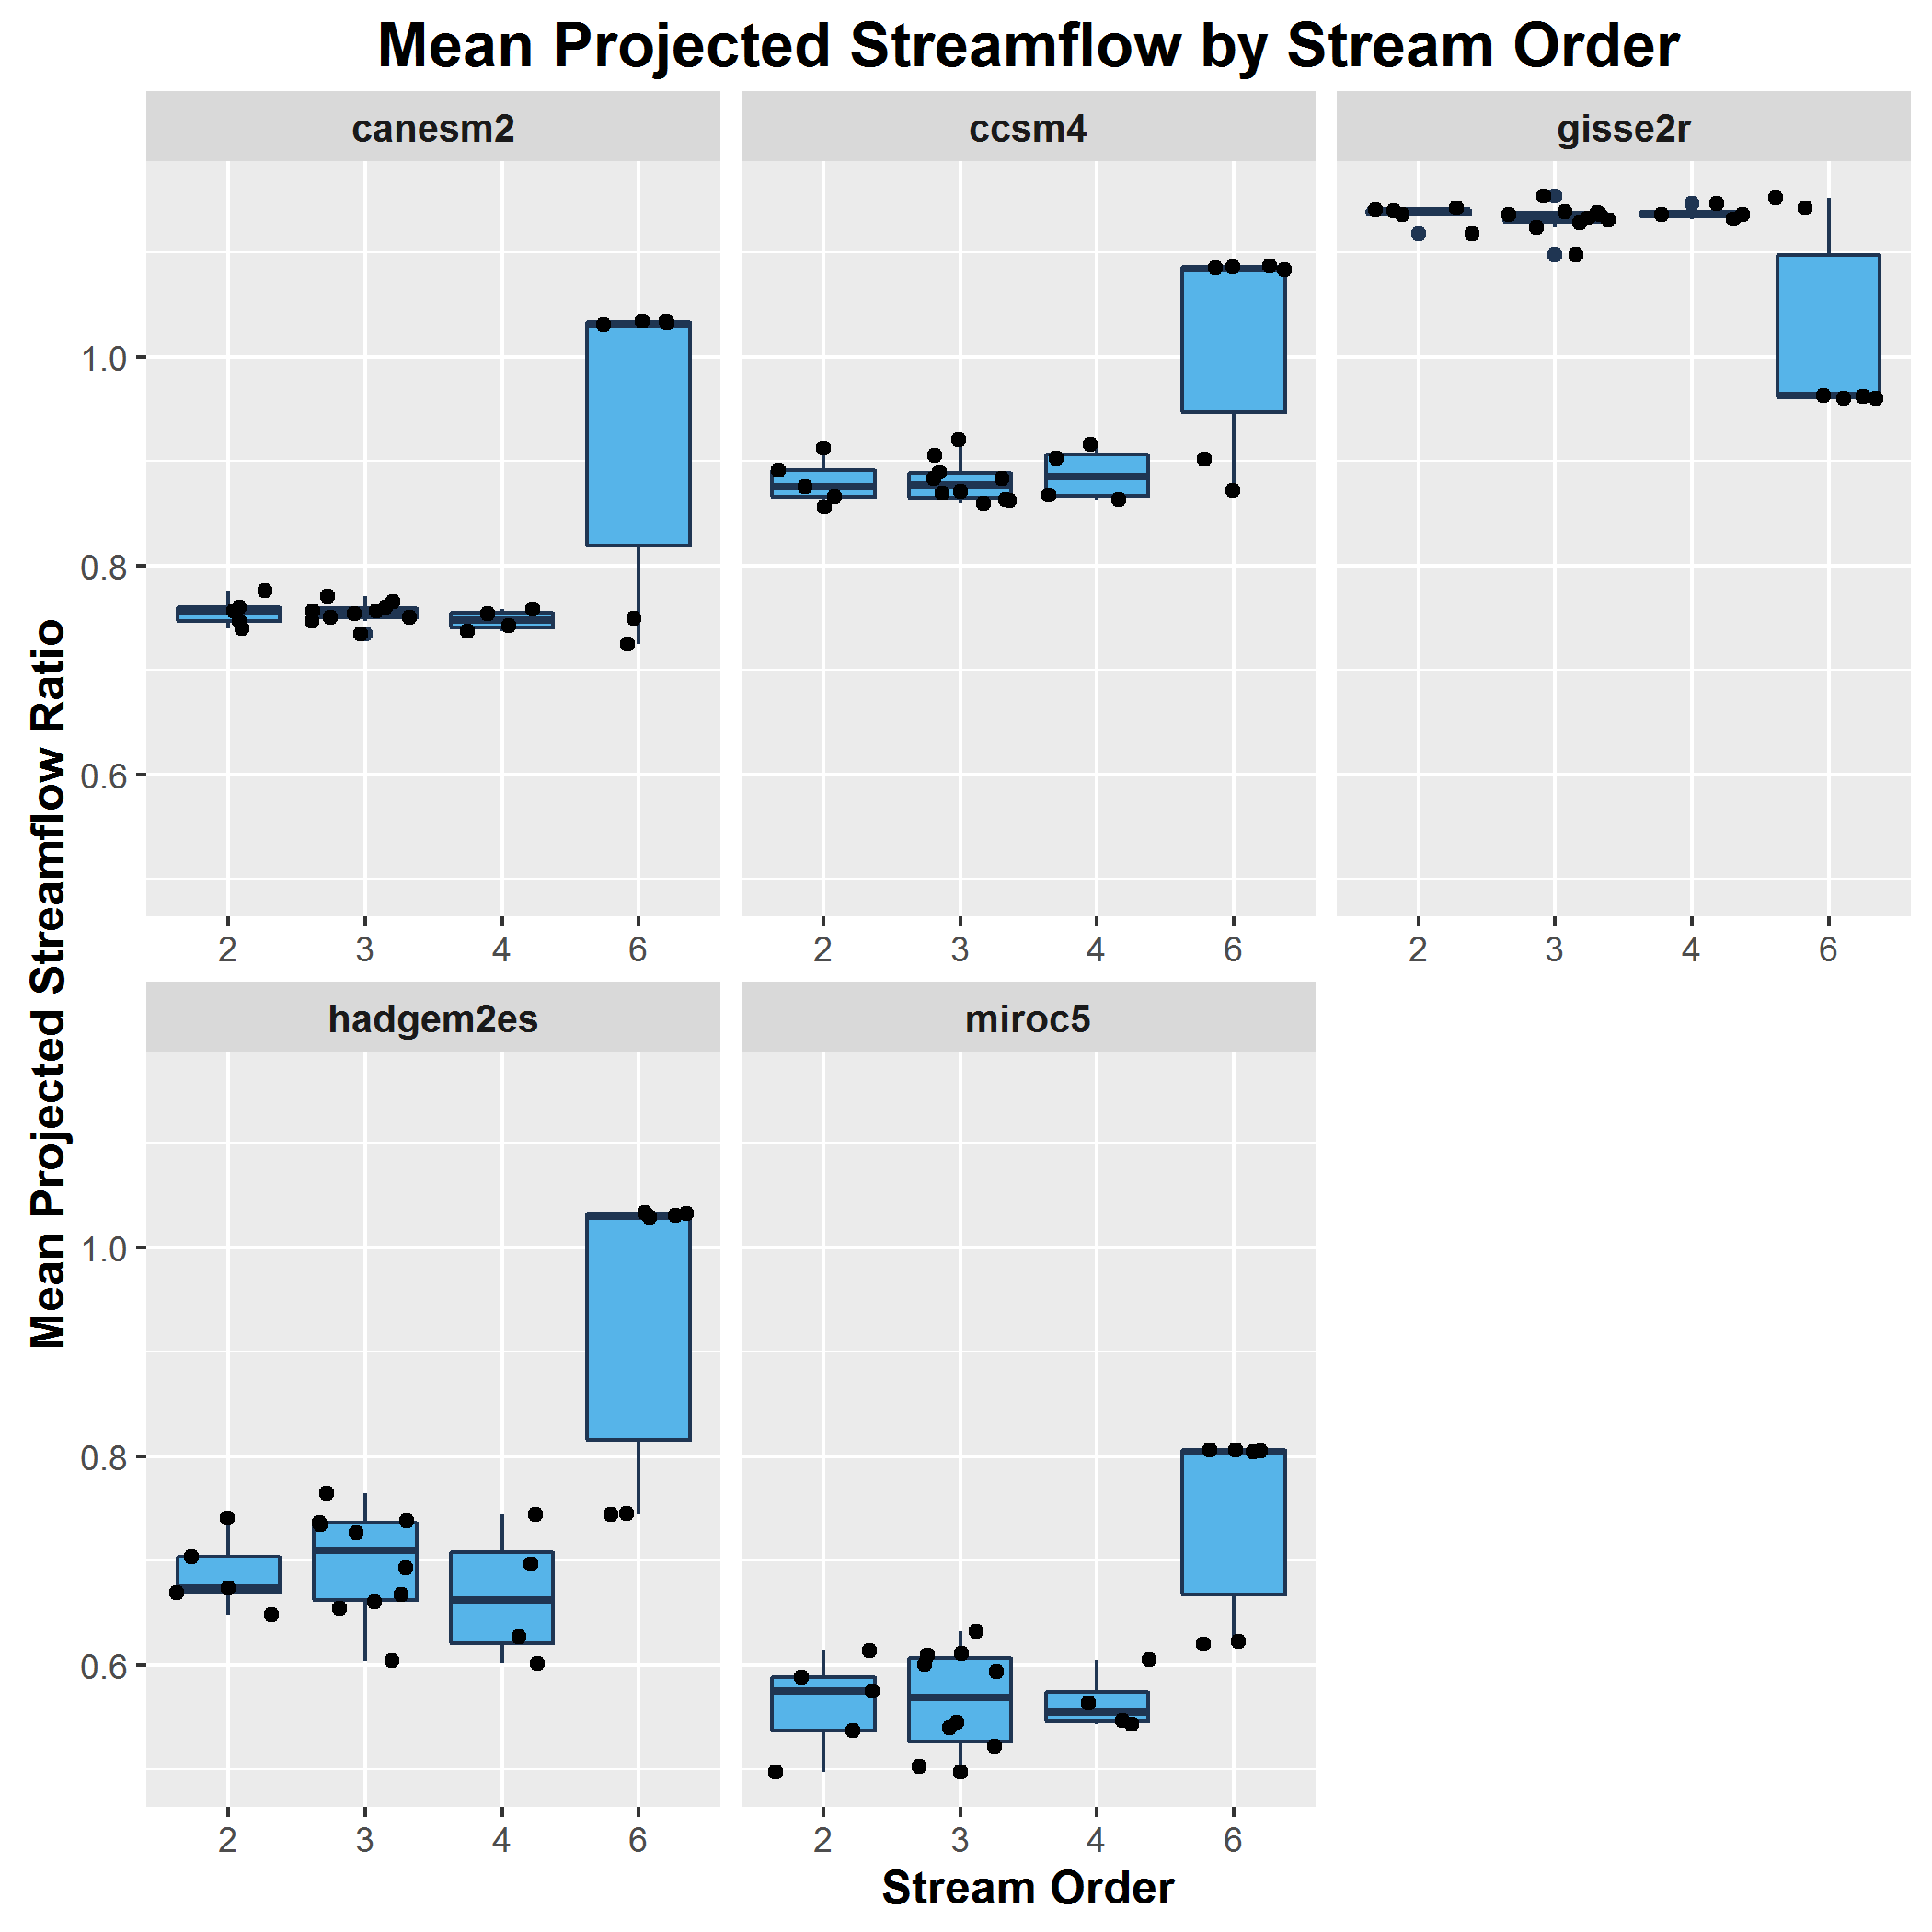 Mean Projected Streamflow by Stream Order
canesm2
ccsm4
gisse2r
1.0
0.8
0.6
2 3 4 6
2 3 4 6
2 3 4 6
Mean Projected Streamflow Ratio
hadgem2es
miroc5
1.0
0.8
0.6
2 3 4 6
2 3 4 6
Stream Order